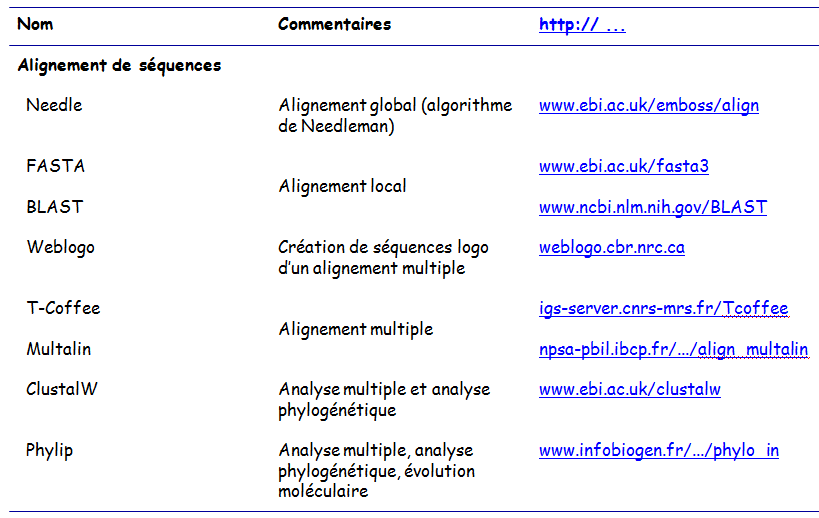 Nom Commentaires http:// ...
Alignement de séquences
Needle Alignement global (algorithme www.ebi.ac.uk/emboss/align
de Needleman)
FASTA www.ebi.ac.uk/fasta3
Alignement local
BLAST www.ncbi.nlm.nih.gov/BLAST
Weblogo Création de séquences logo weblogo.cbr.nrc.ca
d’un alignement multiple
T-Coffee igs-server.cnrs-mrs.fr/Tcoffee
Alignement multiple
Multalin npsa-pbil.ibcp.fr/.../align_multalin
ClustalW Analyse multiple et analyse www.ebi.ac.uk/clustalw
phylogénétique
Phylip Analyse multiple, analyse www.infobiogen.fr/.../phylo_in
phylogénétique, évolution
moléculaire